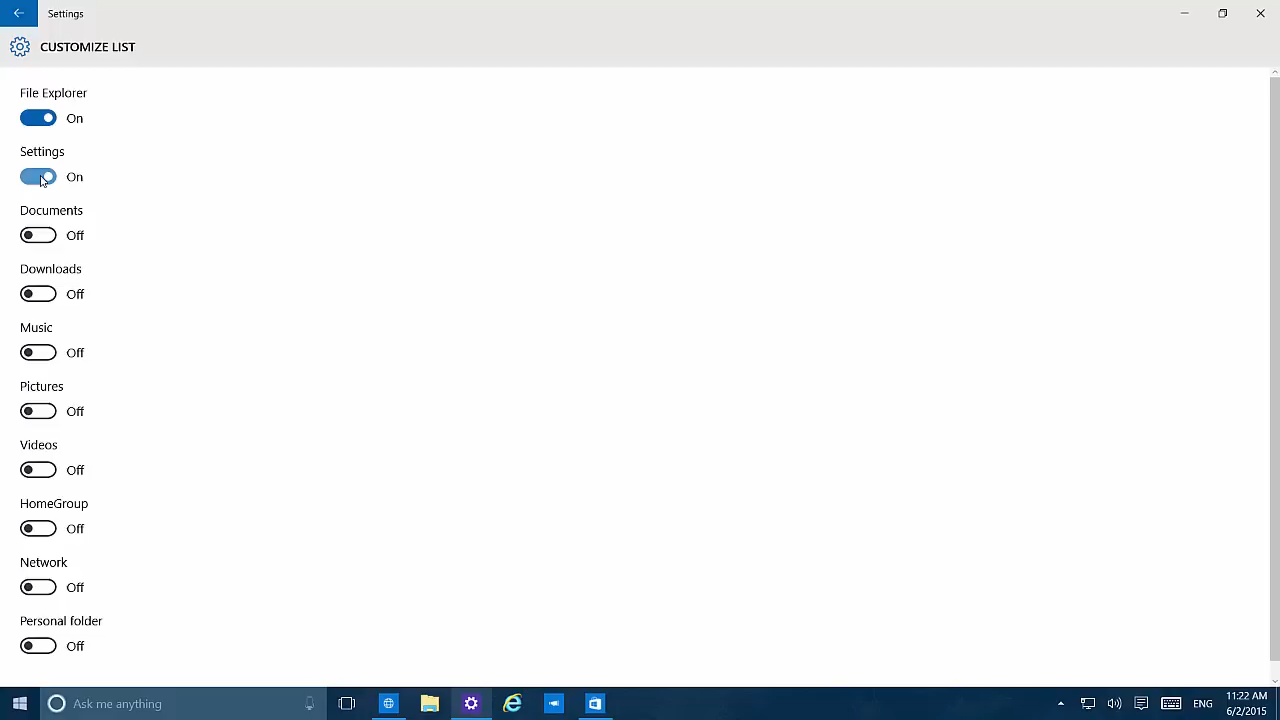 Settings
CUSTOMIZE LIST
File Explorer
On
Settings
On
Documents
Off
Downloads
Off
Music
Off
Pictures
Off
Videos
Off
HomeGroup
Off
Network
Off
Personal folder
Off
Ask me anything
ENG
11:22 AM
6/2/2015